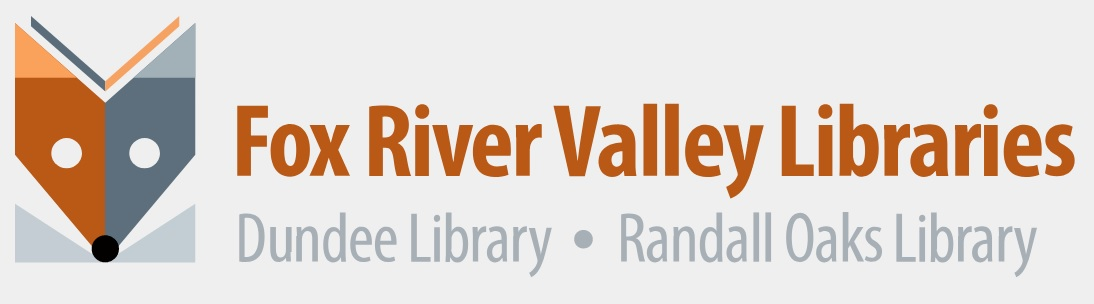 Fox River Valley Libraries
Dundee Library • Randall Oaks Library